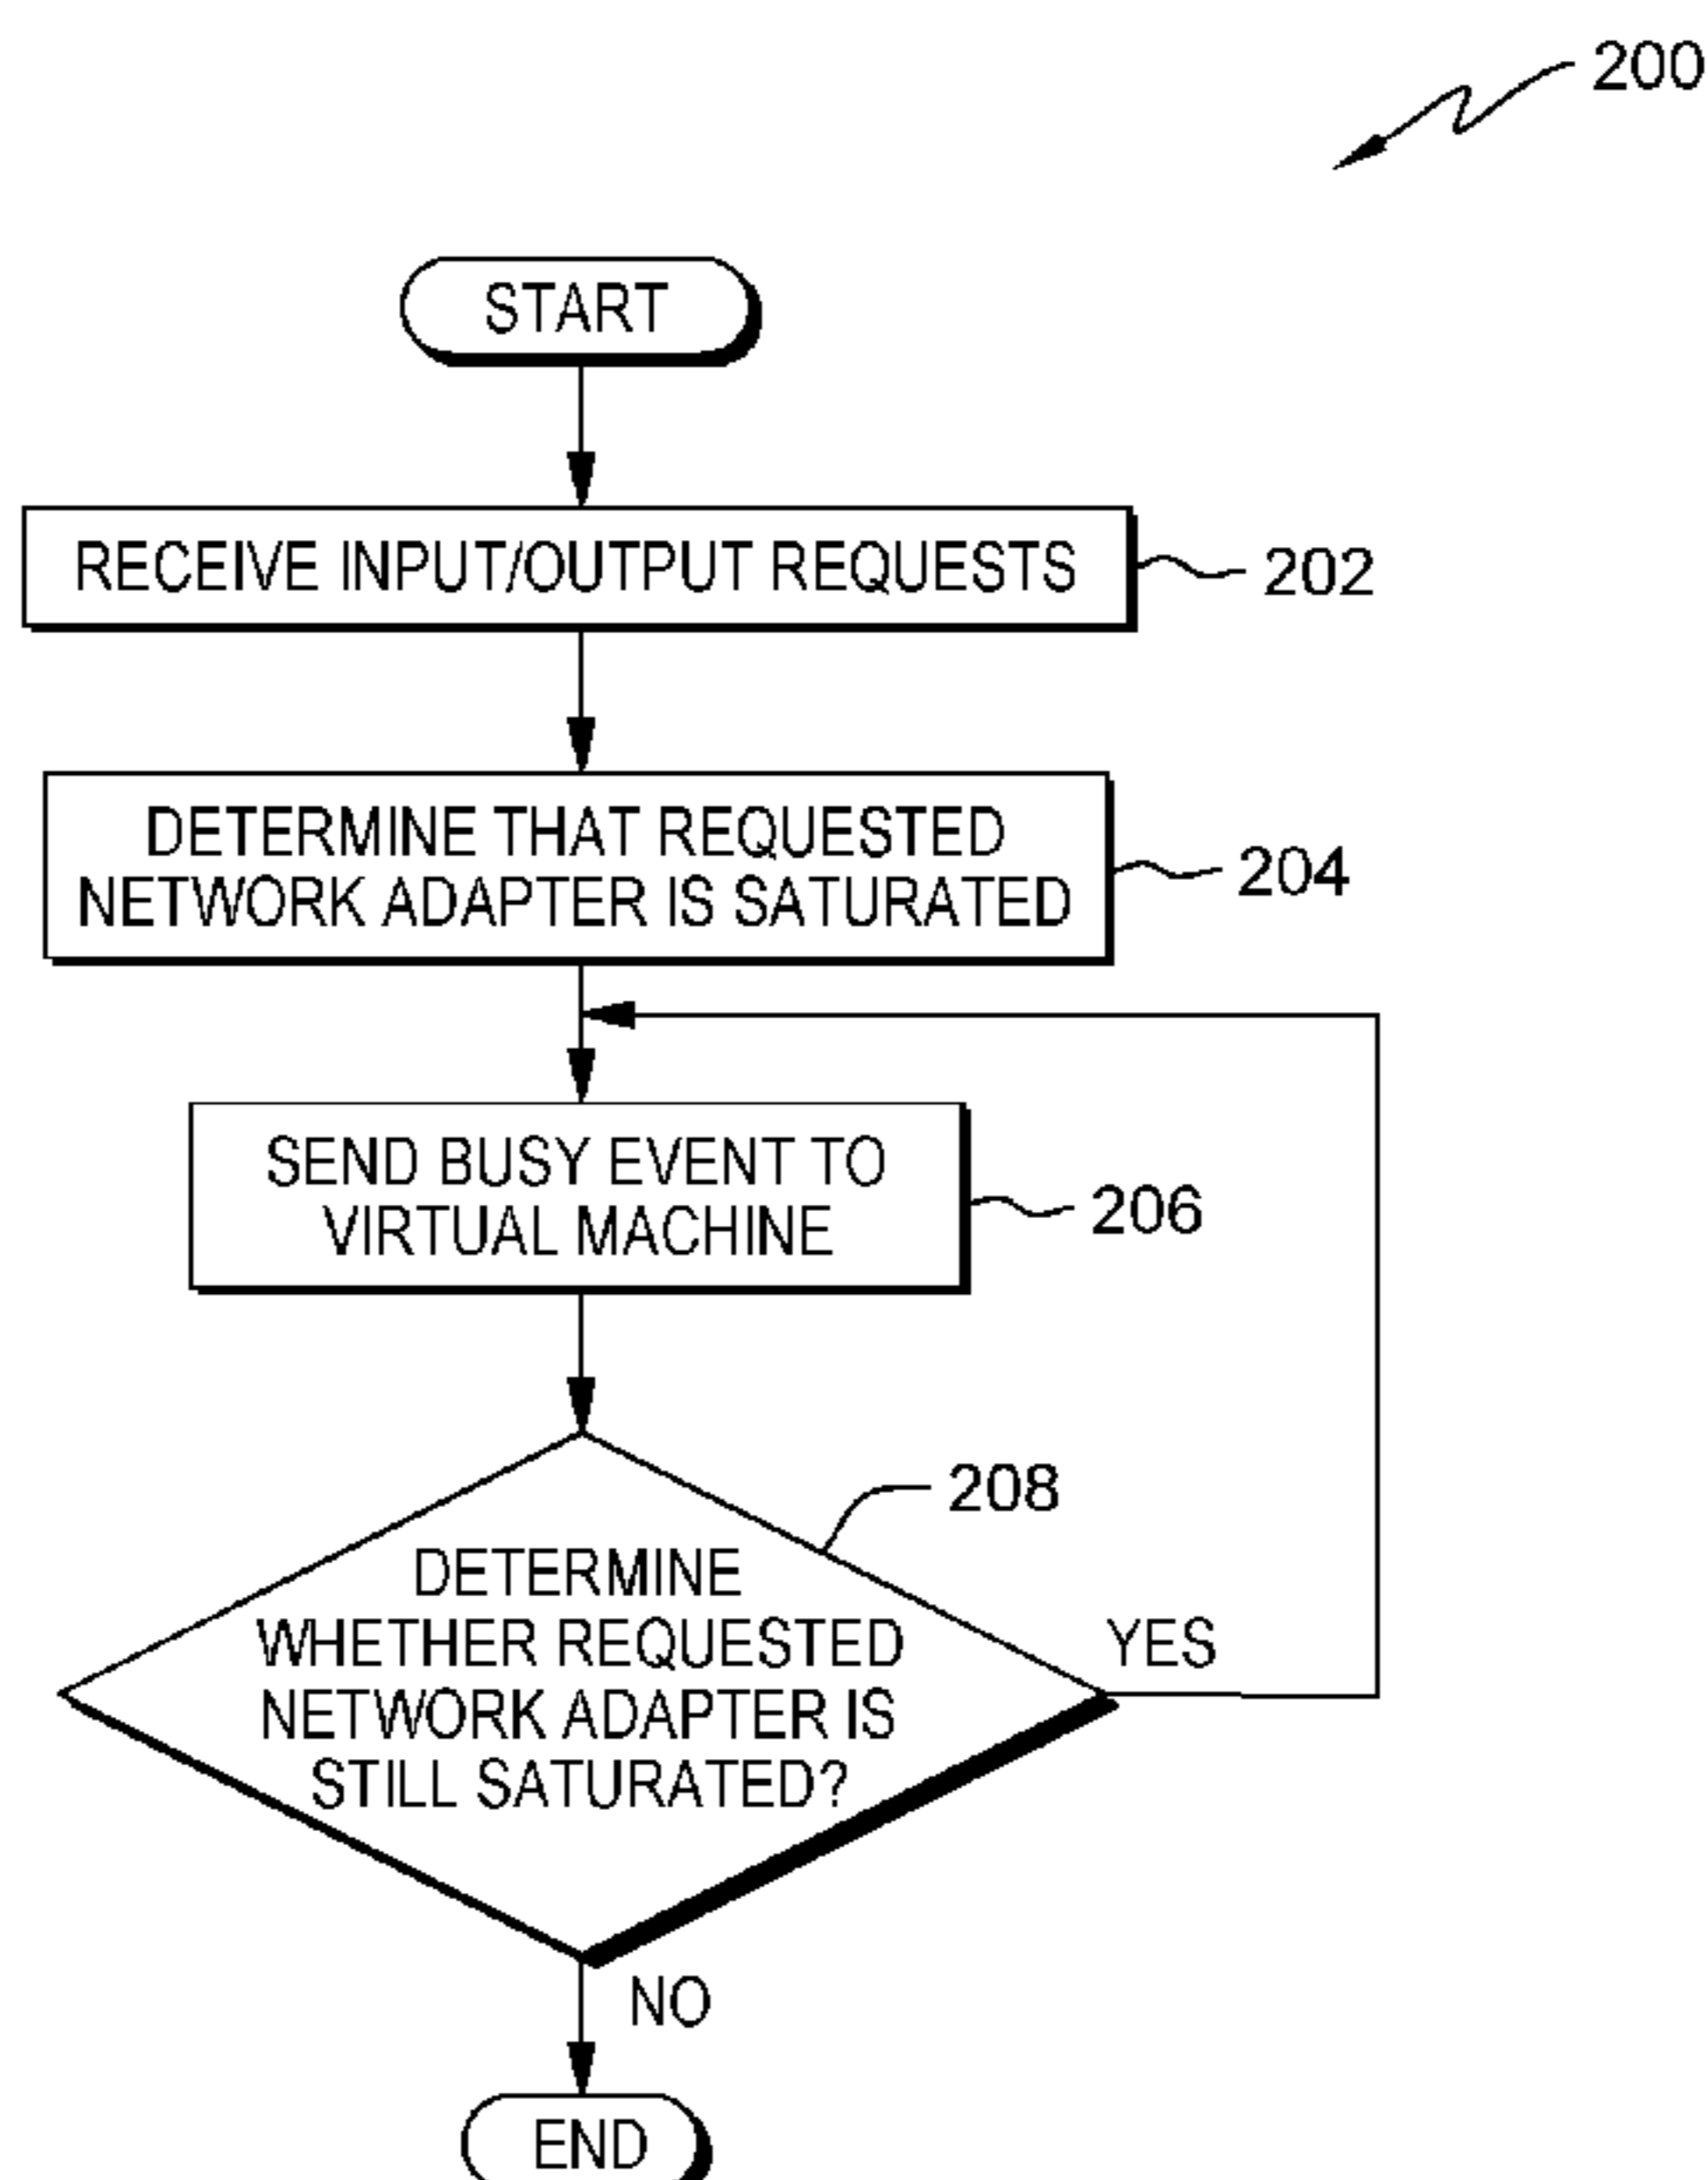 200
START
RECEIVE INPUT/OUTPUT REQUESTS
202
DETERMINE THAT REQUESTED
NETWORK ADAPTER IS SATURATED
204
SEND BUSY EVENT TO
VIRTUAL MACHINE
206
208
DETERMINE
WHETHER REQUESTED
NETWORK ADAPTER IS
STILL SATURATED?
YES
NO
END